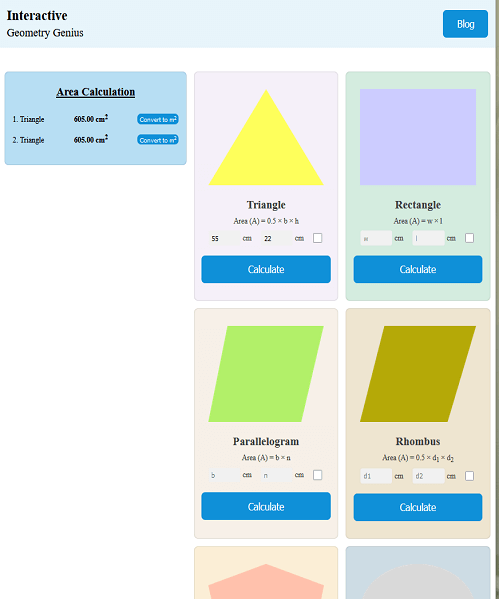 Interactive
Geometry Genius
Blog
Area Calculation
1. Triangle 605.00 cm² Convert to m²
2. Triangle 605.00 cm² Convert to m²
Triangle
Area (A) = 0.5 × b × h
55 cm 22 cm
Calculate
Rectangle
Area (A) = w × l
w cm l cm
Calculate
Parallelogram
Area (A) = b × n
b cm n cm
Calculate
Rhombus
Area (A) = 0.5 × d₁ × d₂
d1 cm d2 cm
Calculate